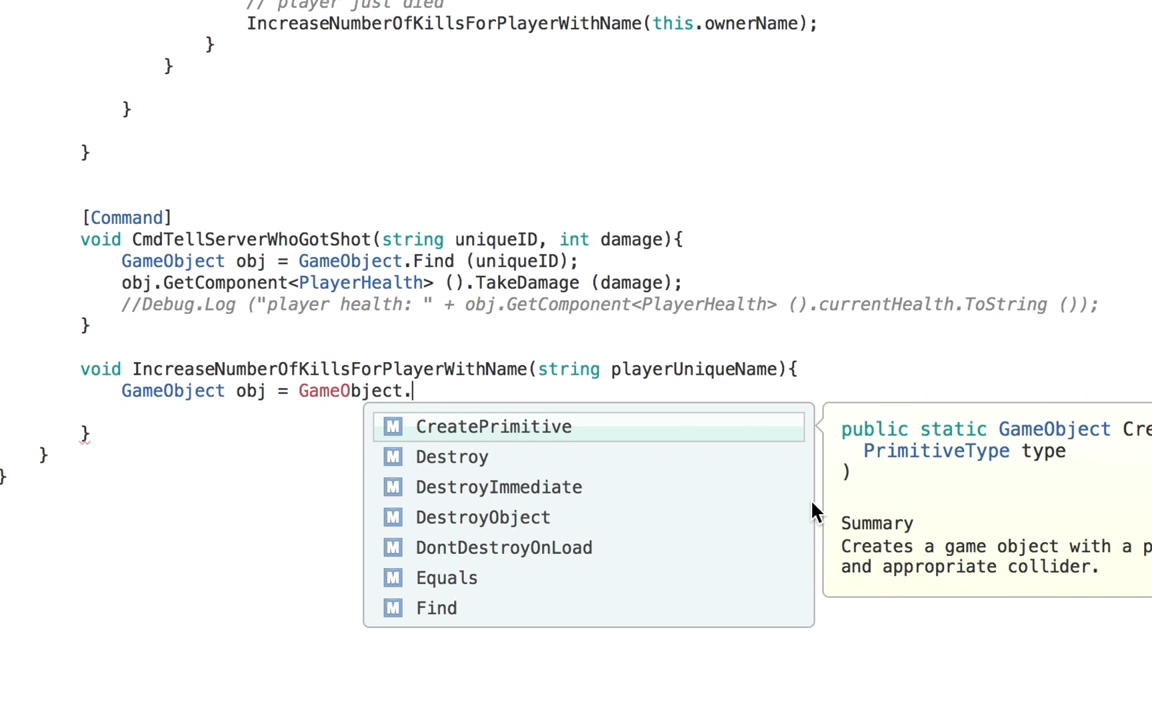 // player just died
IncreaseNumberOfKillsForPlayerWithName(this.ownerName);
}
}
}
}
[Command]
void CmdTellServerWhoGotShot(string uniqueID, int damage){
GameObject obj = GameObject.Find (uniqueID);
obj.GetComponent<PlayerHealth> ().TakeDamage (damage);
//Debug.Log ("player health: " + obj.GetComponent<PlayerHealth> ().currentHealth.ToString ());
}
void IncreaseNumberOfKillsForPlayerWithName(string playerUniqueName){
GameObject obj = GameObject.
}
}
}
M CreatePrimitive
M Destroy
M DestroyImmediate
M DestroyObject
M DontDestroyOnLoad
M Equals
M Find
public static GameObject Cre
PrimitiveType type
)
Summary
Creates a game object with a p
and appropriate collider.